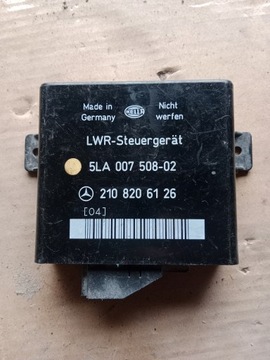 Made in Germany
HELLA
Nicht werfen
LWR-Steuergerät
5LA 007 508-02
210 820 61 26
[04]